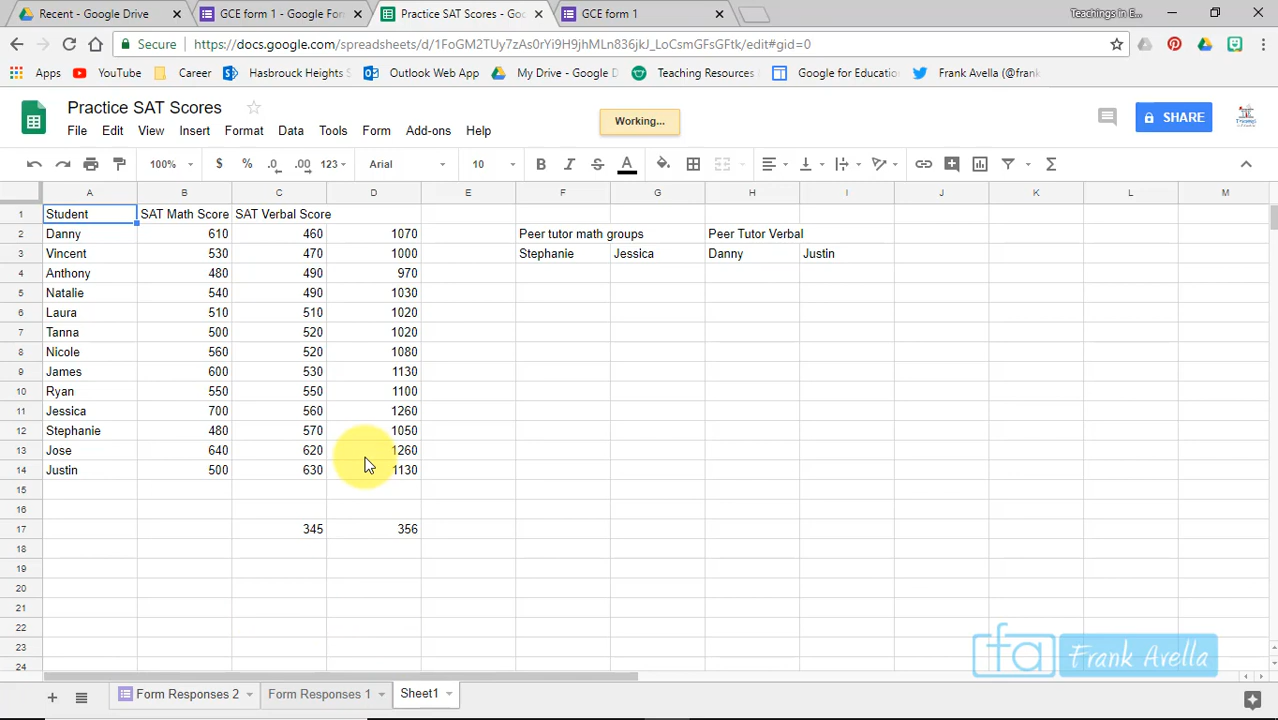 Recent - Google Drive
GCE form 1 - Google Form
Practice SAT Scores - Goo
GCE form 1
Teachings in E...
Secure
https://docs.google.com/spreadsheets/d/1FoGM2TUy7zAs0rYi9H9jhMLn836jkJ_LoCsmGFsGFtk/edit#gid=0
Apps YouTube Career Hasbrouck Heights Outlook Web App My Drive - Google D Teaching Resources Google for Educatio Frank Avella (@frank
Practice SAT Scores
Working...
SHARE
File Edit View Insert Format Data Tools Form Add-ons Help
100% $ % .0 .00 123 Arial 10 B I S A
A B C D E F G H I J K L M
1 Student SAT Math Score SAT Verbal Score
2 Danny 610 460 1070 Peer tutor math groups Peer Tutor Verbal
3 Vincent 530 470 1000 Stephanie Jessica Danny Justin
4 Anthony 480 490 970
5 Natalie 540 490 1030
6 Laura 510 510 1020
7 Tanna 500 520 1020
8 Nicole 560 520 1080
9 James 600 530 1130
10 Ryan 550 550 1100
11 Jessica 700 560 1260
12 Stephanie 480 570 1050
13 Jose 640 620 1260
14 Justin 500 630 1130
15
16
17 345 356
18
19
20
21
22
23
24
fa Frank Avella
Form Responses 2 Form Responses 1 Sheet1